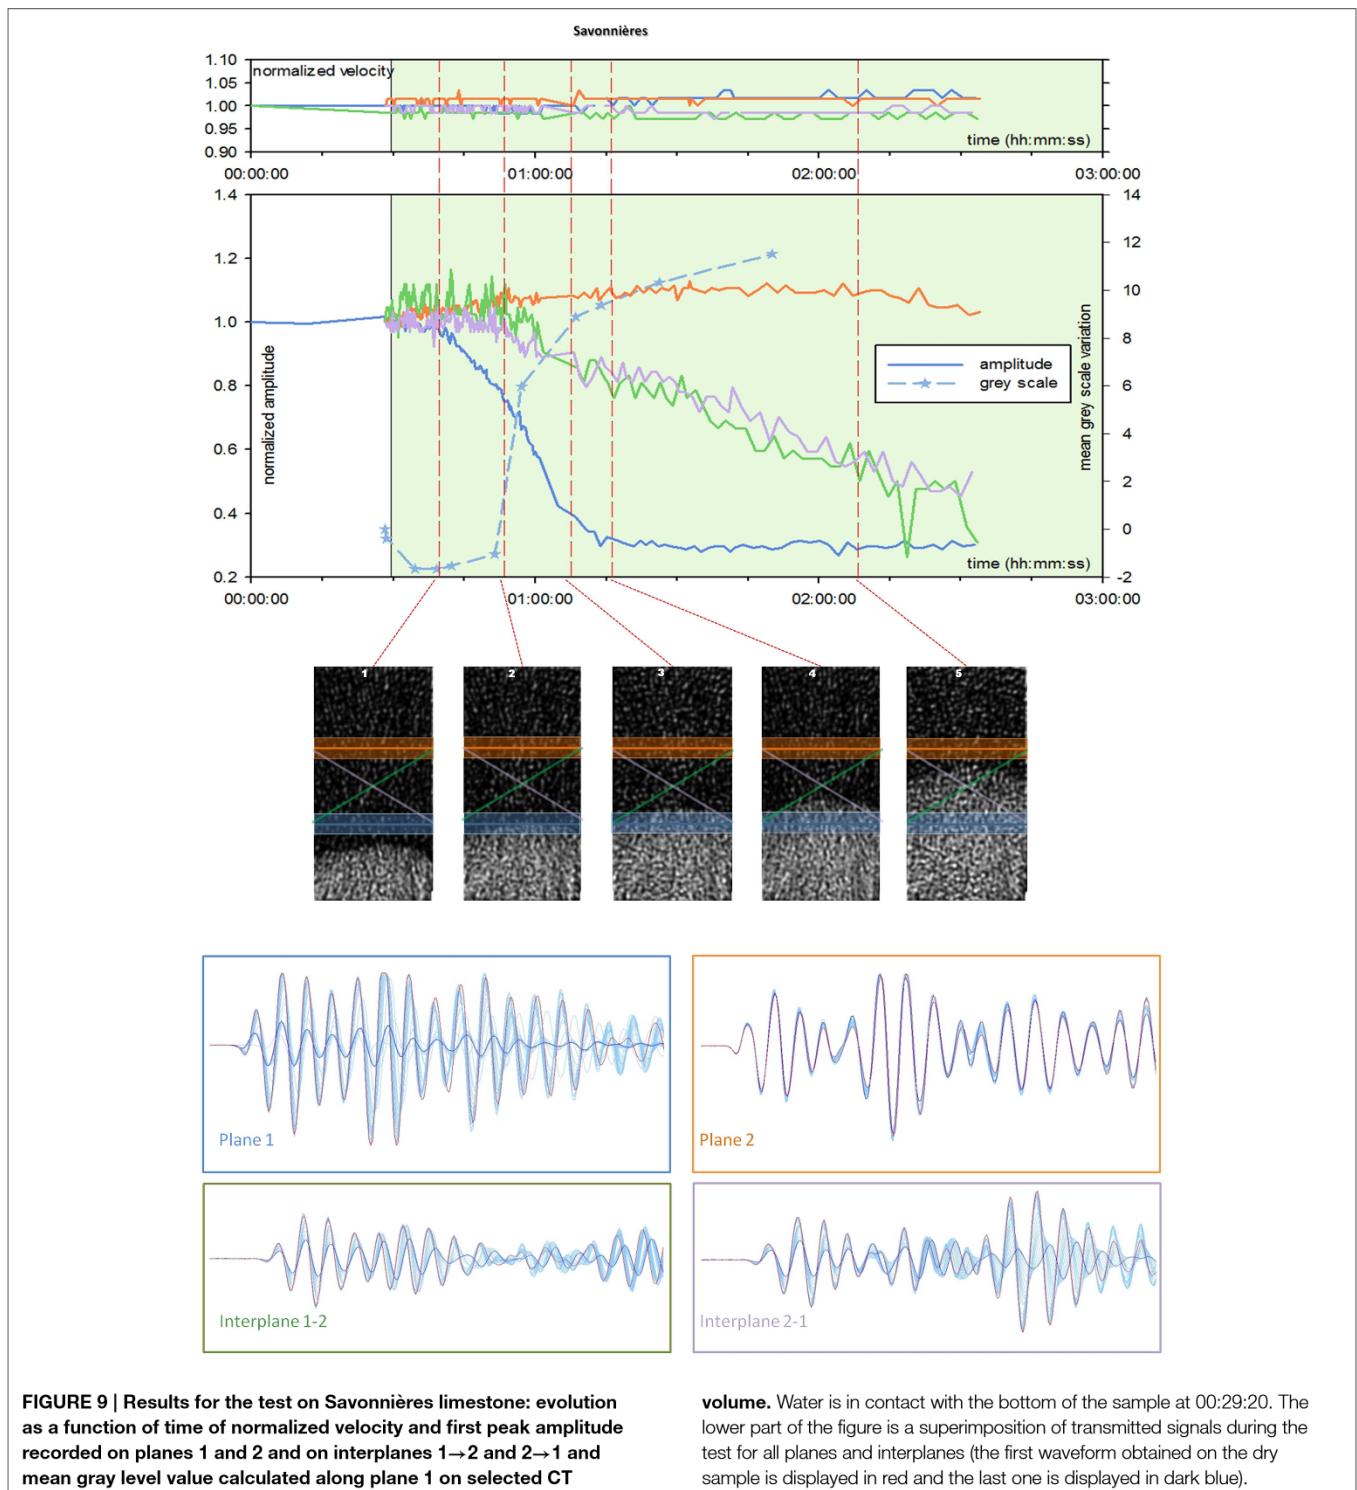 Savonnières
1.10
1.05
1.00
0.95
0.90
normalized velocity
time (hh:mm:ss)
00:00:00
01:00:00
02:00:00
03:00:00
1.4
1.2
1.0
0.8
0.6
0.4
0.2
normalized amplitude
14
12
10
8
6
4
2
0
-2
mean grey scale variation
amplitude
grey scale
time (hh:mm:ss)
00:00:00
01:00:00
02:00:00
03:00:00
1
2
3
4
5
Plane 1
Plane 2
Interplane 1-2
Interplane 2-1
FIGURE 9 | Results for the test on Savonnières limestone: evolution
as a function of time of normalized velocity and first peak amplitude
recorded on planes 1 and 2 and on interplanes 1→2 and 2→1 and
mean gray level value calculated along plane 1 on selected CT
volume. Water is in contact with the bottom of the sample at 00:29:20. The
lower part of the figure is a superimposition of transmitted signals during the
test for all planes and interplanes (the first waveform obtained on the dry
sample is displayed in red and the last one is displayed in dark blue).